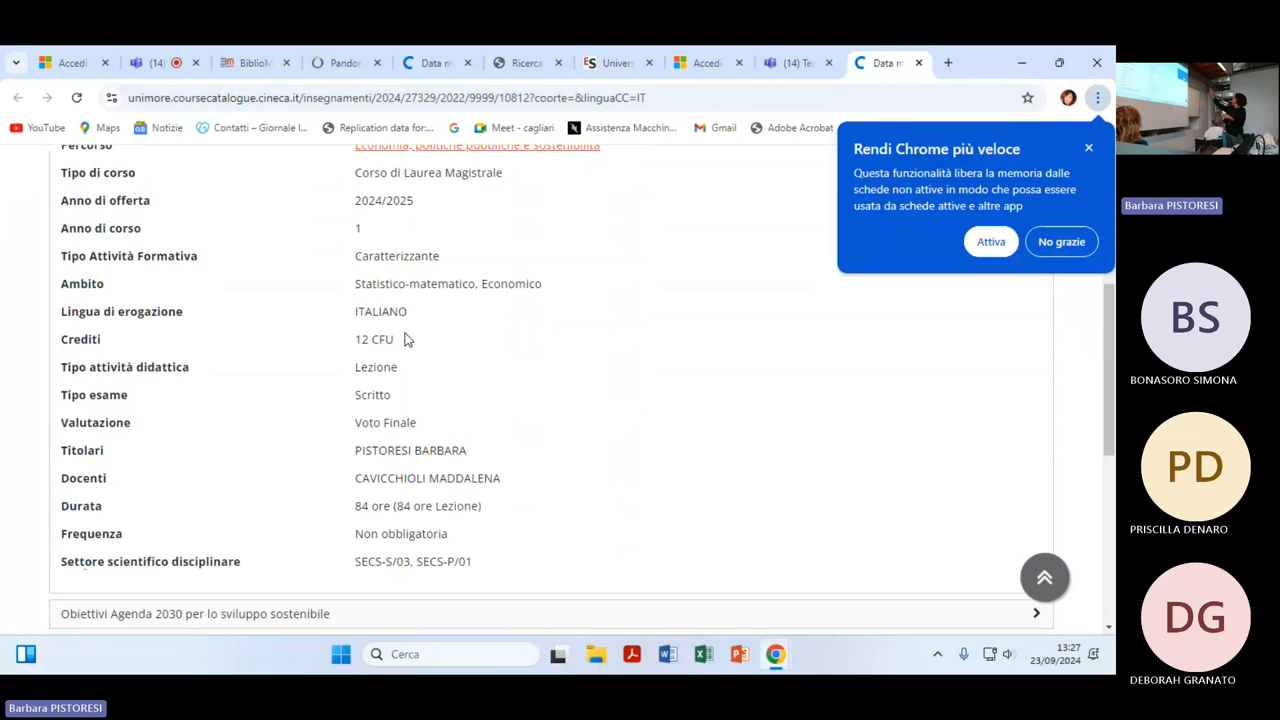 Accedi
(14)
BiblioM
Pandor
Data m
Ricerca
ES Univers
Accedi
(14) Tea
Data m
unimore.coursecatalogue.cineca.it/insegnamenti/2024/27329/2022/9999/10812?coorte=&linguaCC=IT
YouTube
Maps
Notizie
Contatti – Giornale I...
Replication data for:...
Meet - cagliari
Assistenza Macchin...
Gmail
Adobe Acrobat
Rendi Chrome più veloce
Questa funzionalità libera la memoria dalle
schede non attive in modo che possa essere
usata da schede attive e altre app
Attiva
No grazie
Percorso Economia, politiche pubbliche e sostenibilità
Tipo di corso Corso di Laurea Magistrale
Anno di offerta 2024/2025
Anno di corso 1
Tipo Attività Formativa Caratterizzante
Ambito Statistico-matematico, Economico
Lingua di erogazione ITALIANO
Crediti 12 CFU
Tipo attività didattica Lezione
Tipo esame Scritto
Valutazione Voto Finale
Titolari PISTORESI BARBARA
Docenti CAVICCHIOLI MADDALENA
Durata 84 ore (84 ore Lezione)
Frequenza Non obbligatoria
Settore scientifico disciplinare SECS-S/03, SECS-P/01
Obiettivi Agenda 2030 per lo sviluppo sostenibile
Cerca
13:27
23/09/2024
Barbara PISTORESI
Barbara PISTORESI
BS
BONASORO SIMONA
PD
PRISCILLA DENARO
DG
DEBORAH GRANATO